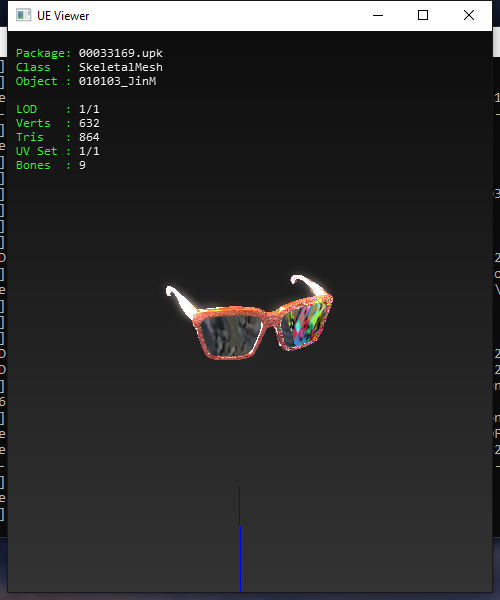 UE Viewer
Package: 00033169.upk
Class  : SkeletalMesh
Object : 010103_JinM
LOD    : 1/1
Verts  : 632
Tris   : 864
UV Set : 1/1
Bones  : 9